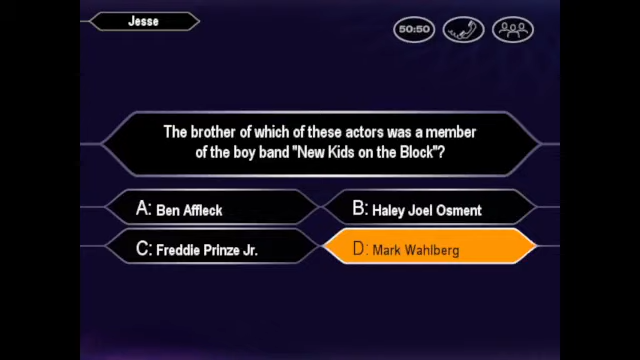 Jesse
50:50
The brother of which of these actors was a member
of the boy band "New Kids on the Block"?
A: Ben Affleck
B: Haley Joel Osment
C: Freddie Prinze Jr.
D: Mark Wahlberg